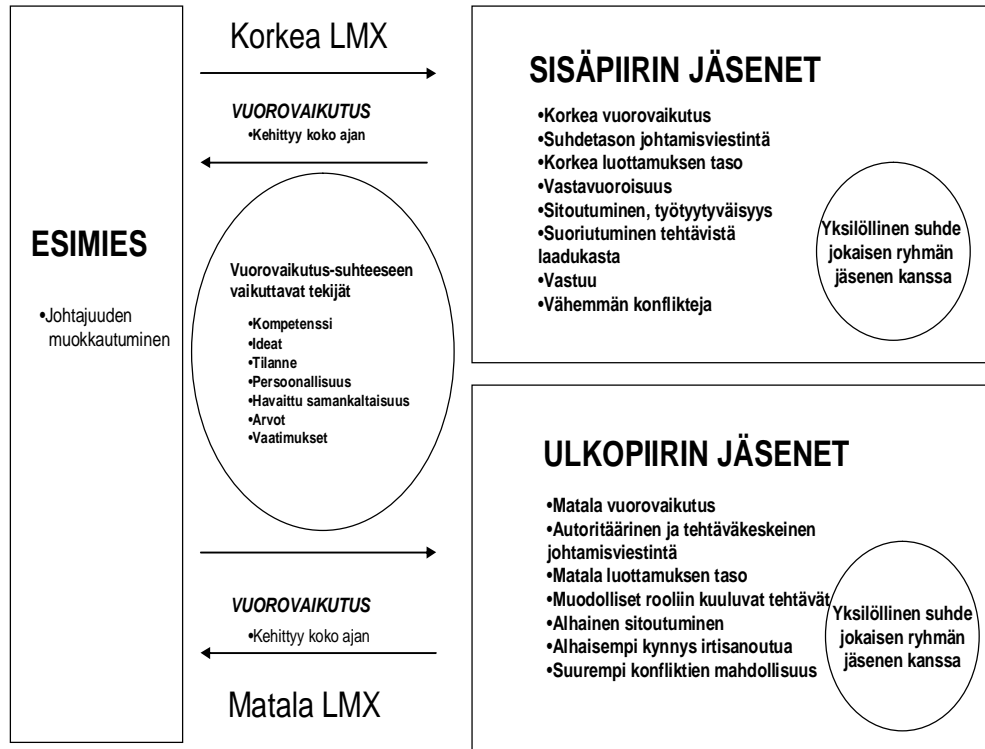 ESIMIES
•Johtajuuden
muokkautuminen
Korkea LMX
VUOROVAIKUTUS
•Kehittyy koko ajan
Vuorovaikutus-suhteeseen
vaikuttavat tekijät
•Kompetenssi
•Ideat
•Tilanne
•Persoonallisuus
•Havaittu samankaltaisuus
•Arvot
•Vaatimukset
VUOROVAIKUTUS
•Kehittyy koko ajan
Matala LMX
SISÄPIIRIN JÄSENET
•Korkea vuorovaikutus
•Suhdetason johtamisviestintä
•Korkea luottamuksen taso
•Vastavuoroisuus
•Sitoutuminen, työtyytyväisyys
•Suoriutuminen tehtävistä
laadukasta
•Vastuu
•Vähemmän konflikteja
Yksilöllinen suhde
jokaisen ryhmän
jäsenen kanssa
ULKOPIIRIN JÄSENET
•Matala vuorovaikutus
•Autoritäärinen ja tehtäväkeskeinen
johtamisviestintä
•Matala luottamuksen taso
•Muodolliset rooliin kuuluvat tehtävät
•Alhainen sitoutuminen
•Alhaisempi kynnys irtisanoutua
•Suurempi konfliktien mahdollisuus
Yksilöllinen suhde
jokaisen ryhmän
jäsenen kanssa